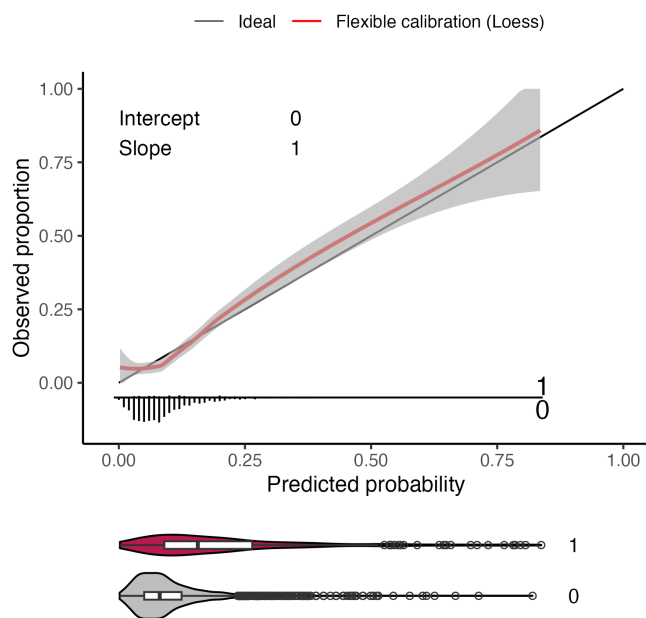 Ideal Flexible calibration (Loess)
1.00
Intercept 0
Slope 1
0.75
Observed proportion
0.50
0.25
0.00
1
0
0.00 0.25 0.50 0.75 1.00
Predicted probability
1
0